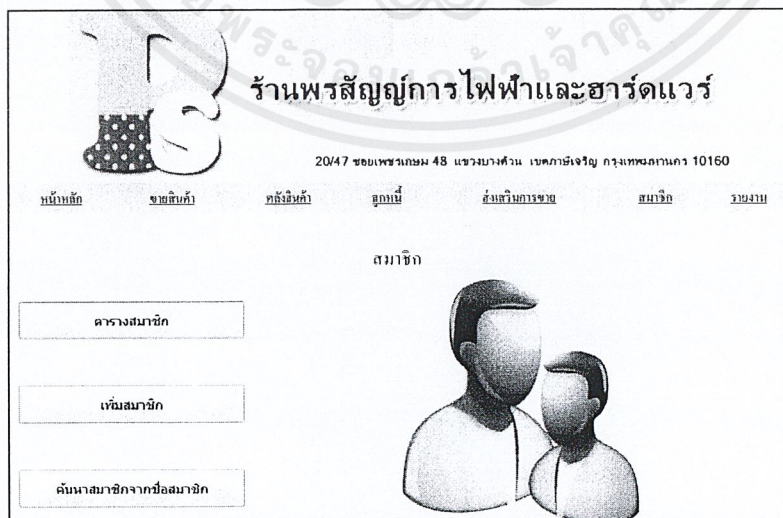 ร้านพรสัญญ์การไฟฟ้าและฮาร์ดแวร์
20/47 ซอยเพชรเกษม 48 แขวงบางด้วน เขตภาษีเจริญ กรุงเทพมหานคร 10160
หน้าหลัก ขายสินค้า คลังสินค้า ลูกหนี้ ส่งเสริมการขาย สมาชิก รายงาน
สมาชิก
ตารางสมาชิก
เพิ่มสมาชิก
ค้นหาสมาชิกจากชื่อสมาชิก